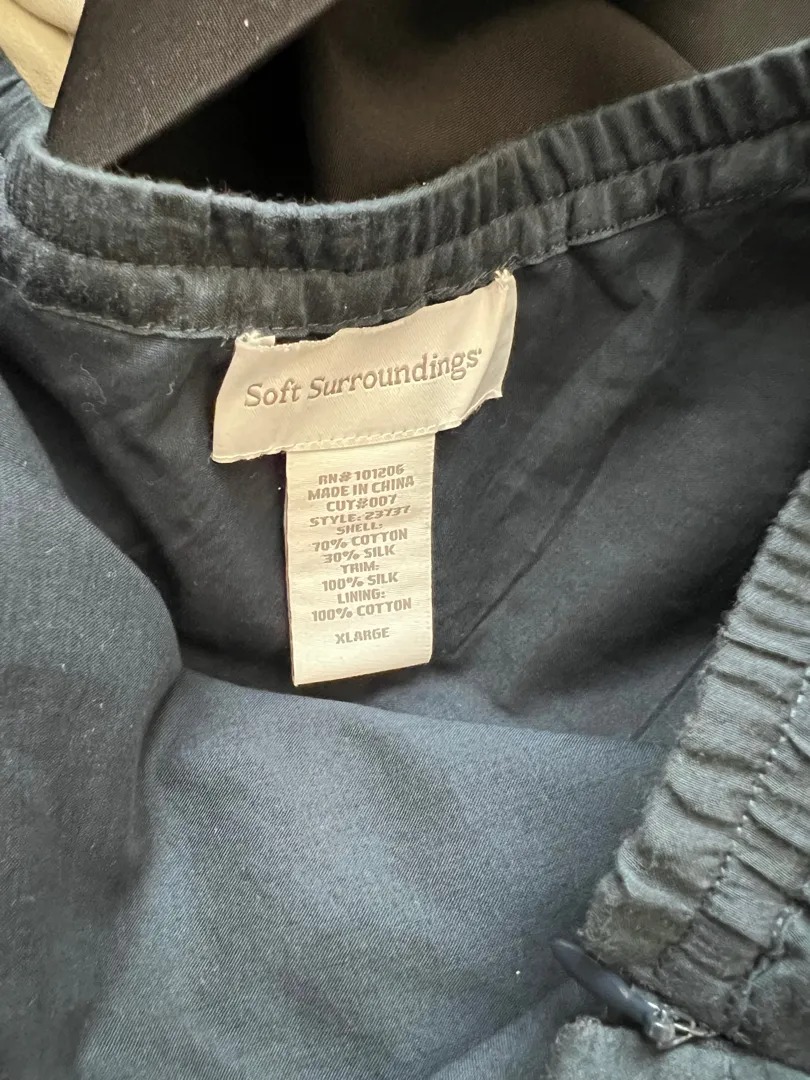 Soft Surroundings
RN#101206
MADE IN CHINA
CUT#007
STYLE: 23737
SHELL:
70% COTTON
30% SILK
TRIM:
100% SILK
LINING:
100% COTTON
XLARGE